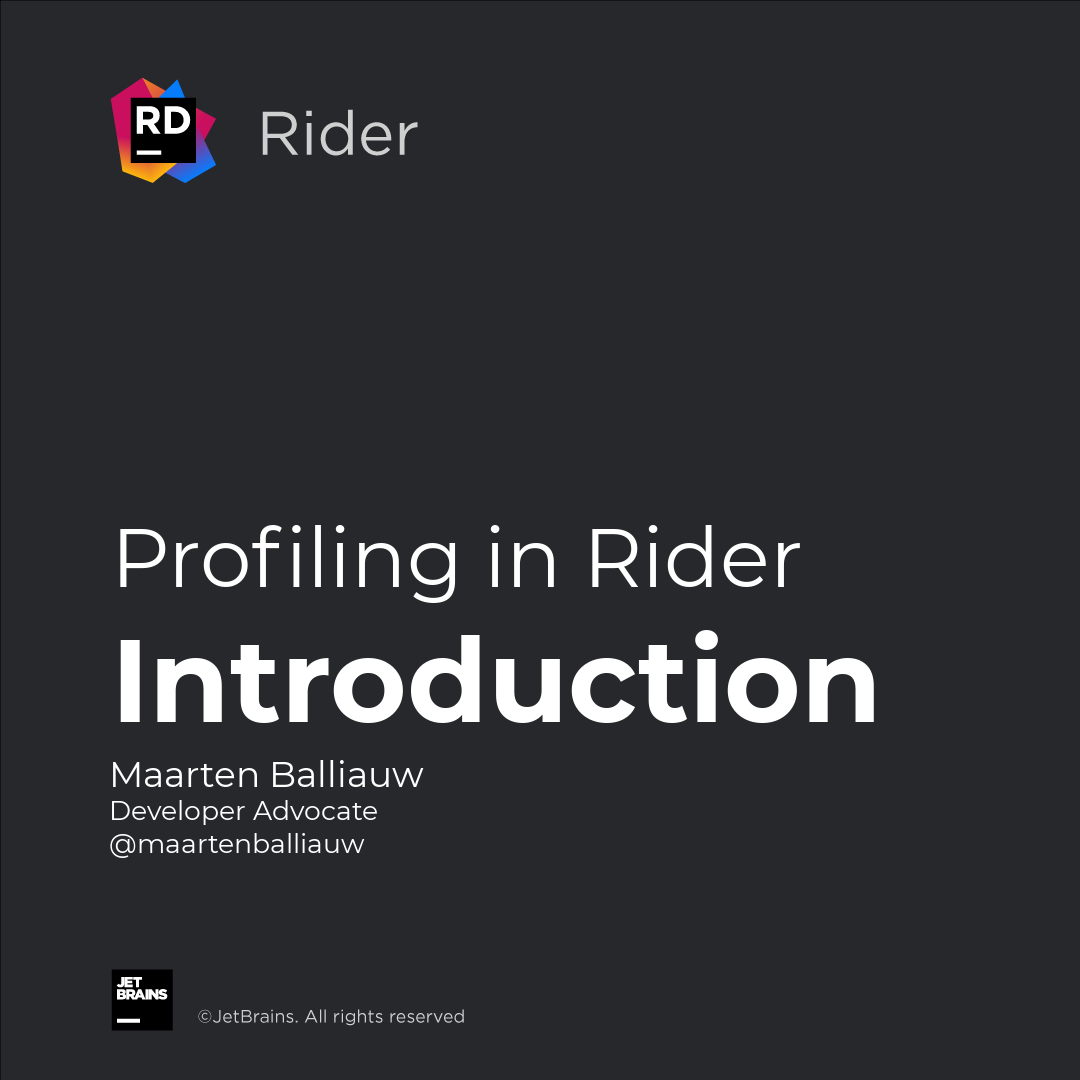 RD
Rider
Profiling in Rider
Introduction
Maarten Balliauw
Developer Advocate
@maartenballiauw
JET
BRAINS
©JetBrains. All rights reserved